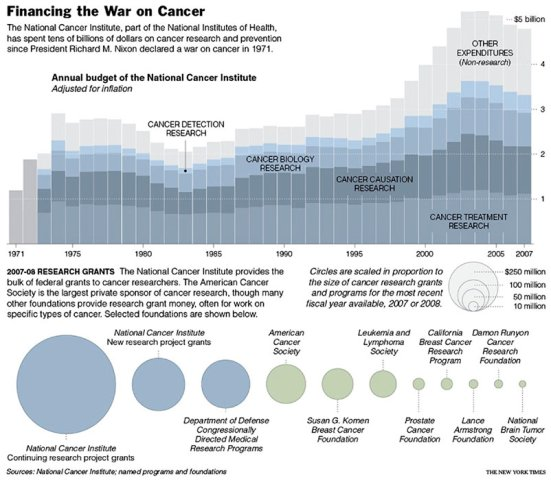 Financing the War on Cancer
The National Cancer Institute, part of the National Institutes of Health,
has spent tens of billions of dollars on cancer research and prevention
since President Richard M. Nixon declared a war on cancer in 1971.
Annual budget of the National Cancer Institute
Adjusted for inflation
$5 billion
4
3
2
1
OTHER
EXPENDITURES
(Non-research)
CANCER DETECTION
RESEARCH
CANCER BIOLOGY
RESEARCH
CANCER CAUSATION
RESEARCH
CANCER TREATMENT
RESEARCH
1971
1975
1980
1985
1990
1995
2000
2005
2007
2007-08 RESEARCH GRANTS The National Cancer Institute provides the
bulk of federal grants to cancer researchers. The American Cancer
Society is the largest private sponsor of cancer research, though many
other foundations provide research grant money, often for work on
specific types of cancer. Selected foundations are shown below.
Circles are scaled in proportion to
the size of cancer research grants
and programs for the most recent
fiscal year available, 2007 or 2008.
$250 million
100 million
50 million
10 million
National Cancer Institute
New research project grants
American
Cancer
Society
Leukemia and
Lymphoma
Society
California
Breast Cancer
Research
Program
Damon Runyon
Cancer
Research
Foundation
National Cancer Institute
Continuing research project grants
Department of Defense
Congressionally
Directed Medical
Research Programs
Susan G. Komen
Breast Cancer
Foundation
Prostate
Cancer
Foundation
Lance
Armstrong
Foundation
National
Brain Tumor
Society
Sources: National Cancer Institute; named programs and foundations
THE NEW YORK TIMES